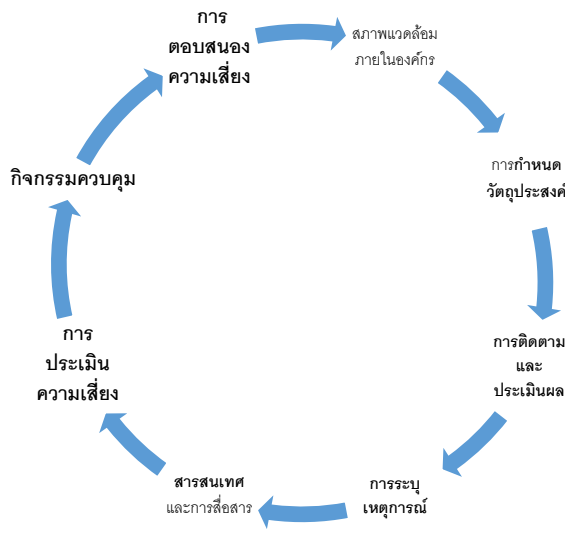 การ
ตอบสนอง
ความเสี่ยง
สภาพแวดล้อม
ภายในองค์กร
การกำหนด
วัตถุประสงค์
การติดตาม
และ
ประเมินผล
การระบุ
เหตุการณ์
สารสนเทศ
และการสื่อสาร
การ
ประเมิน
ความเสี่ยง
กิจกรรมควบคุม